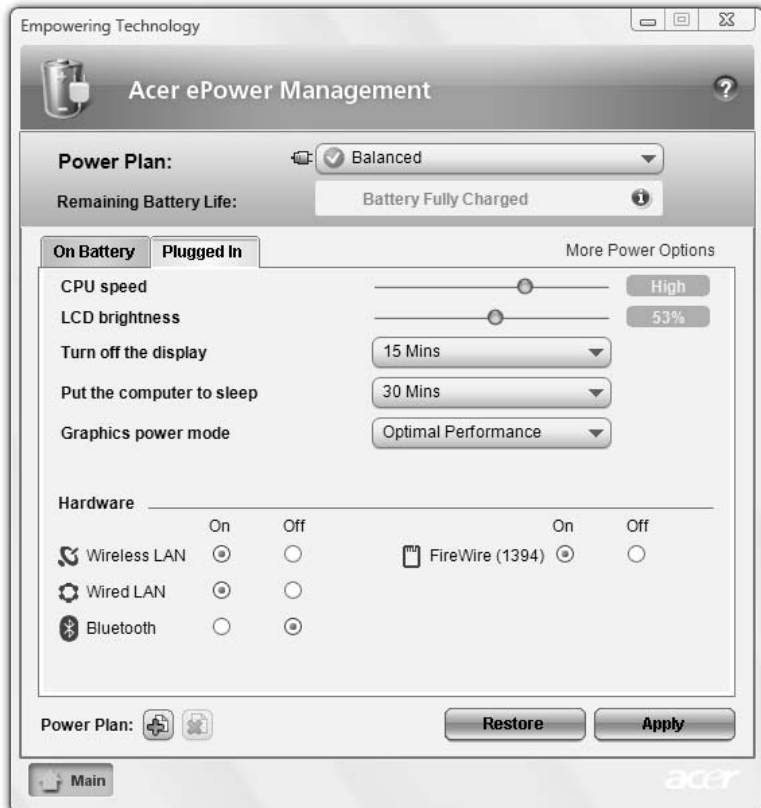 Empowering Technology
Acer ePower Management
Power Plan: Balanced
Remaining Battery Life: Battery Fully Charged
On Battery Plugged In More Power Options
CPU speed High
LCD brightness 53%
Turn off the display 15 Mins
Put the computer to sleep 30 Mins
Graphics power mode Optimal Performance
Hardware
On Off On Off
Wireless LAN FireWire (1394)
Wired LAN
Bluetooth
Power Plan: Restore Apply
Main acer